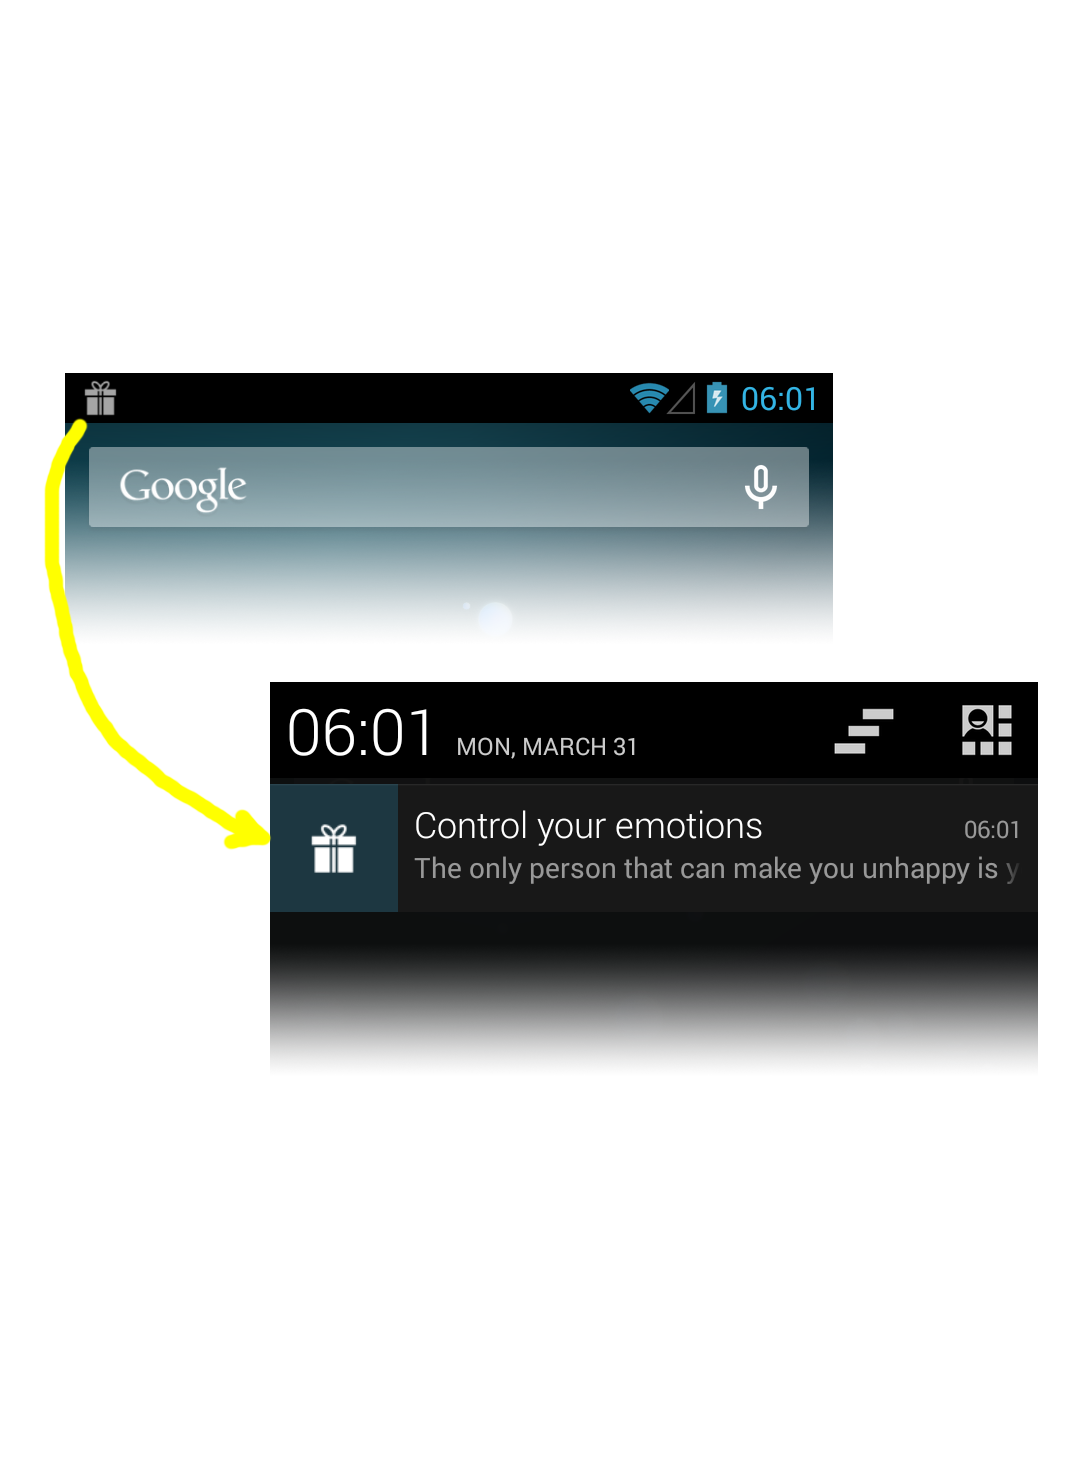 06:01
Google
06:01 MON, MARCH 31
Control your emotions 06:01
The only person that can make you unhappy is y